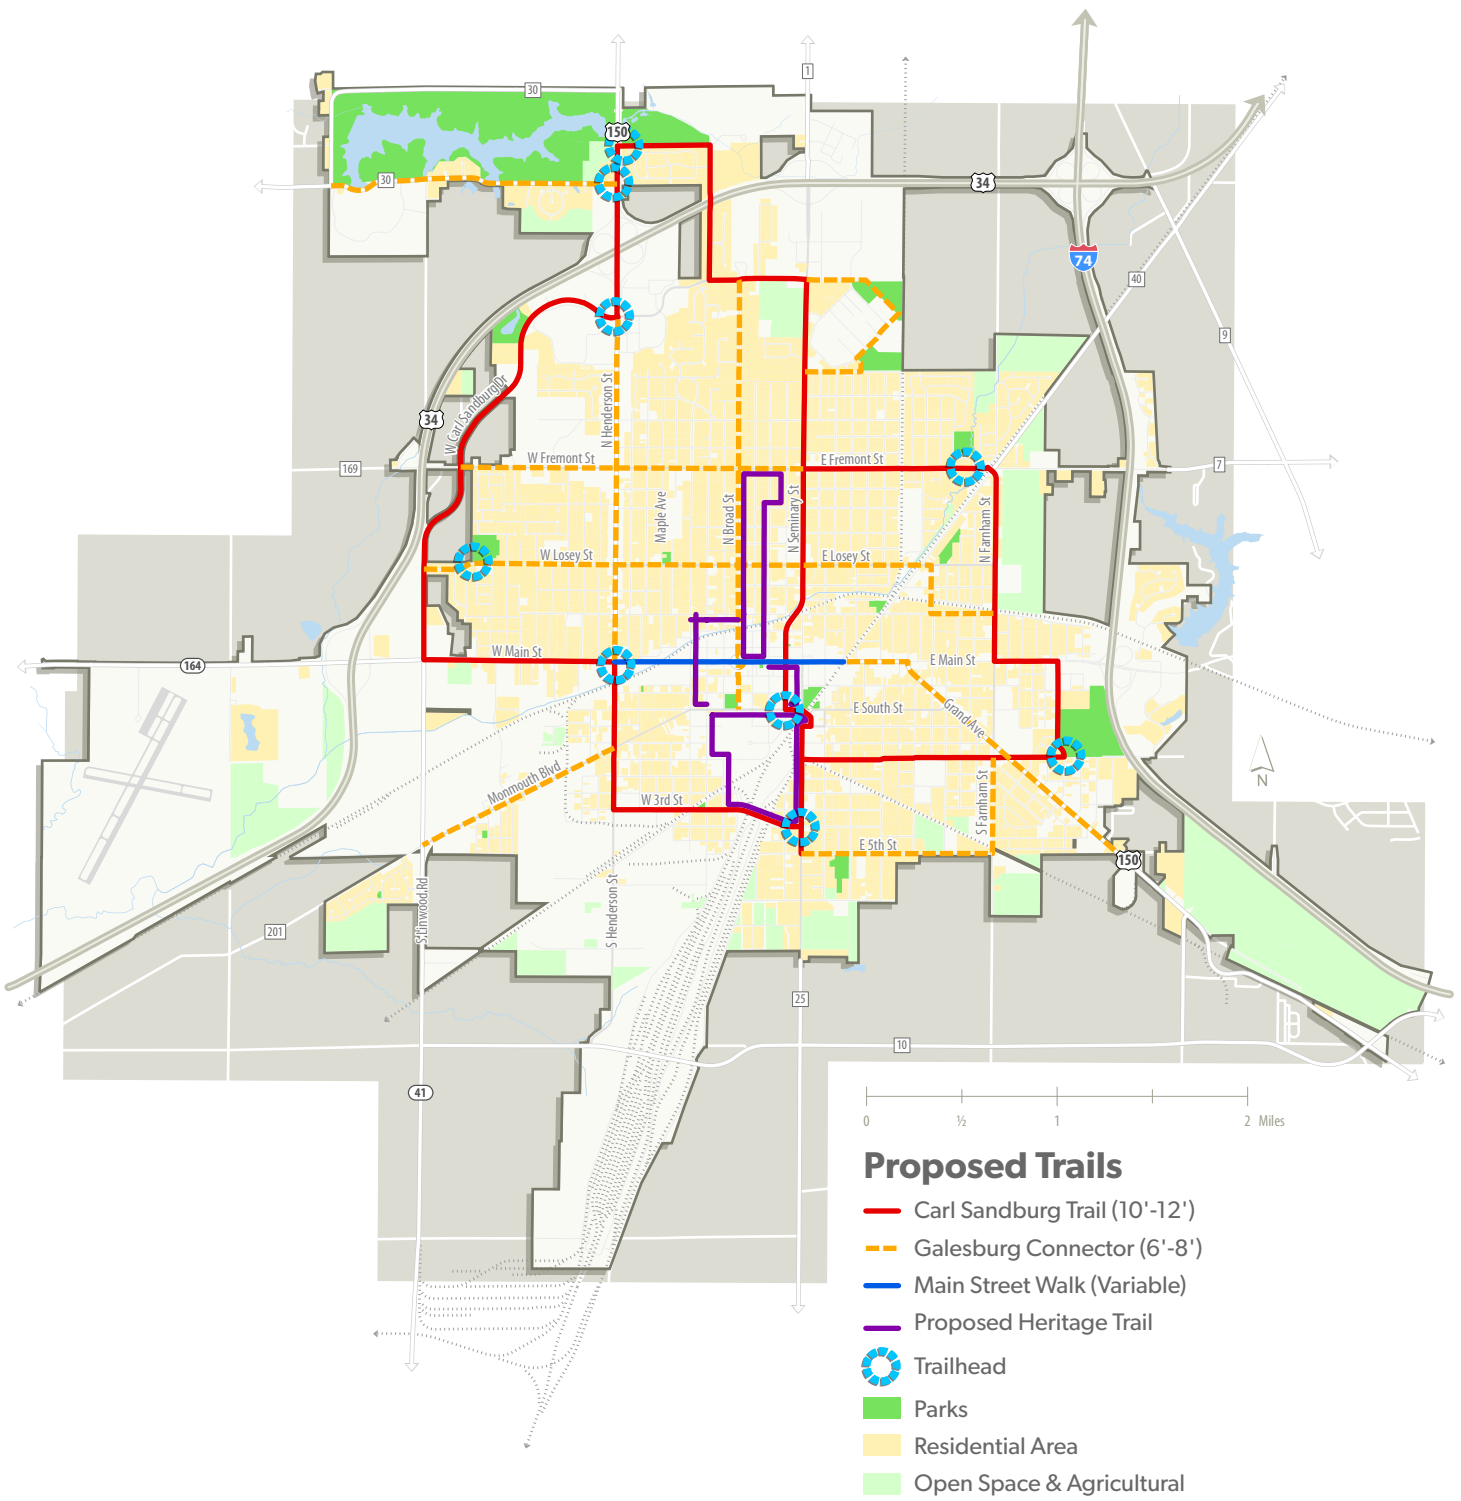 1
30
150
30
34
74
40
9
34
W Carl Sandburg Dr
N Henderson St
169
W Fremont St
E Fremont St
7
Maple Ave
N Broad St
N Seminary St
N Farnham St
W Losey St
E Losey St
164
W Main St
E Main St
E South St
Grand Ave
N
Monmouth Blvd
W 3rd St
S Farnham St
E 5th St
150
S Linwood Rd
S Henderson St
201
25
10
41
0 ½ 1 2 Miles
Proposed Trails
Carl Sandburg Trail (10'-12')
Galesburg Connector (6'-8')
Main Street Walk (Variable)
Proposed Heritage Trail
Trailhead
Parks
Residential Area
Open Space & Agricultural